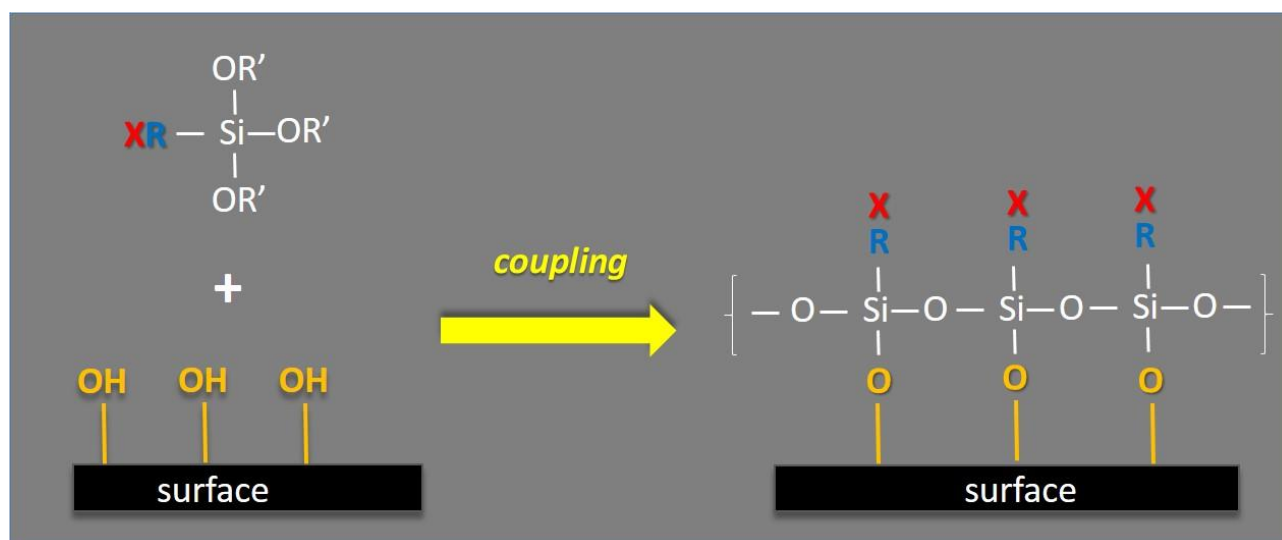 OR’
XR — Si—OR’
OR’
+
OH OH OH
surface
coupling
X X X
R R R
— O— Si—O— Si—O— Si—O—
O O O
surface